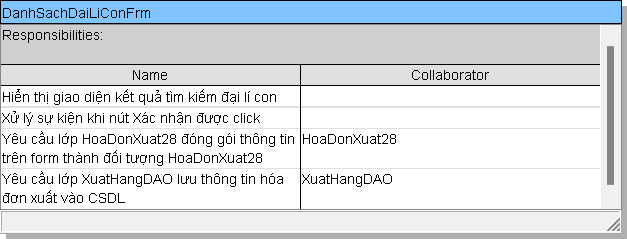 DanhSachDaiLiConFrm
Responsibilities:
Name Collaborator
Hiển thị giao diện kết quả tìm kiếm đại lí con
Xử lý sự kiện khi nút Xác nhận được click
Yêu cầu lớp HoaDonXuat28 đóng gói thông tin HoaDonXuat28
trên form thành đối tượng HoaDonXuat28
Yêu cầu lớp XuatHangDAO lưu thông tin hóa XuatHangDAO
đơn xuất vào CSDL